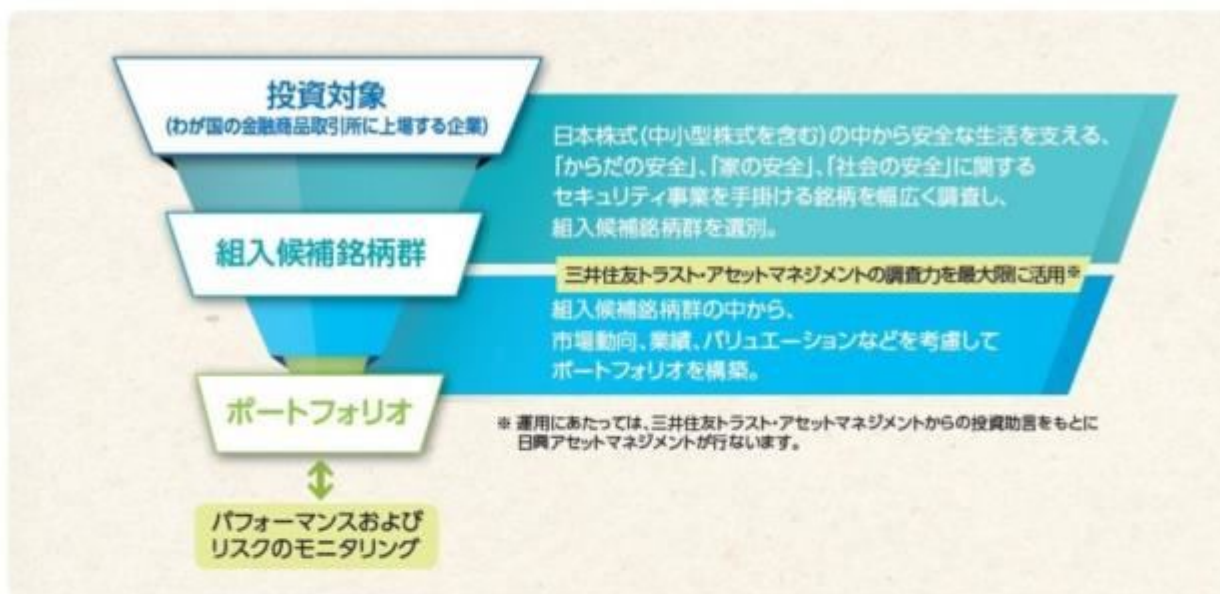 投資対象
(わが国の金融商品取引所に上場する企業)
日本株式(中小型株式を含む)の中から安全な生活を支える、
「からだの安全」、「家の安全」、「社会の安全」に関する
セキュリティ事業を手掛ける銘柄を幅広く調査し、
組入候補銘柄群を選別。
組入候補銘柄群
三井住友トラスト・アセットマネジメントの調査力を最大限に活用※
組入候補銘柄群の中から、
市場動向、業績、バリュエーションなどを考慮して
ポートフォリオを構築。
ポートフォリオ
※ 運用にあたっては、三井住友トラスト・アセットマネジメントからの投資助言をもとに
日興アセットマネジメントが行ないます。
パフォーマンスおよび
リスクのモニタリング